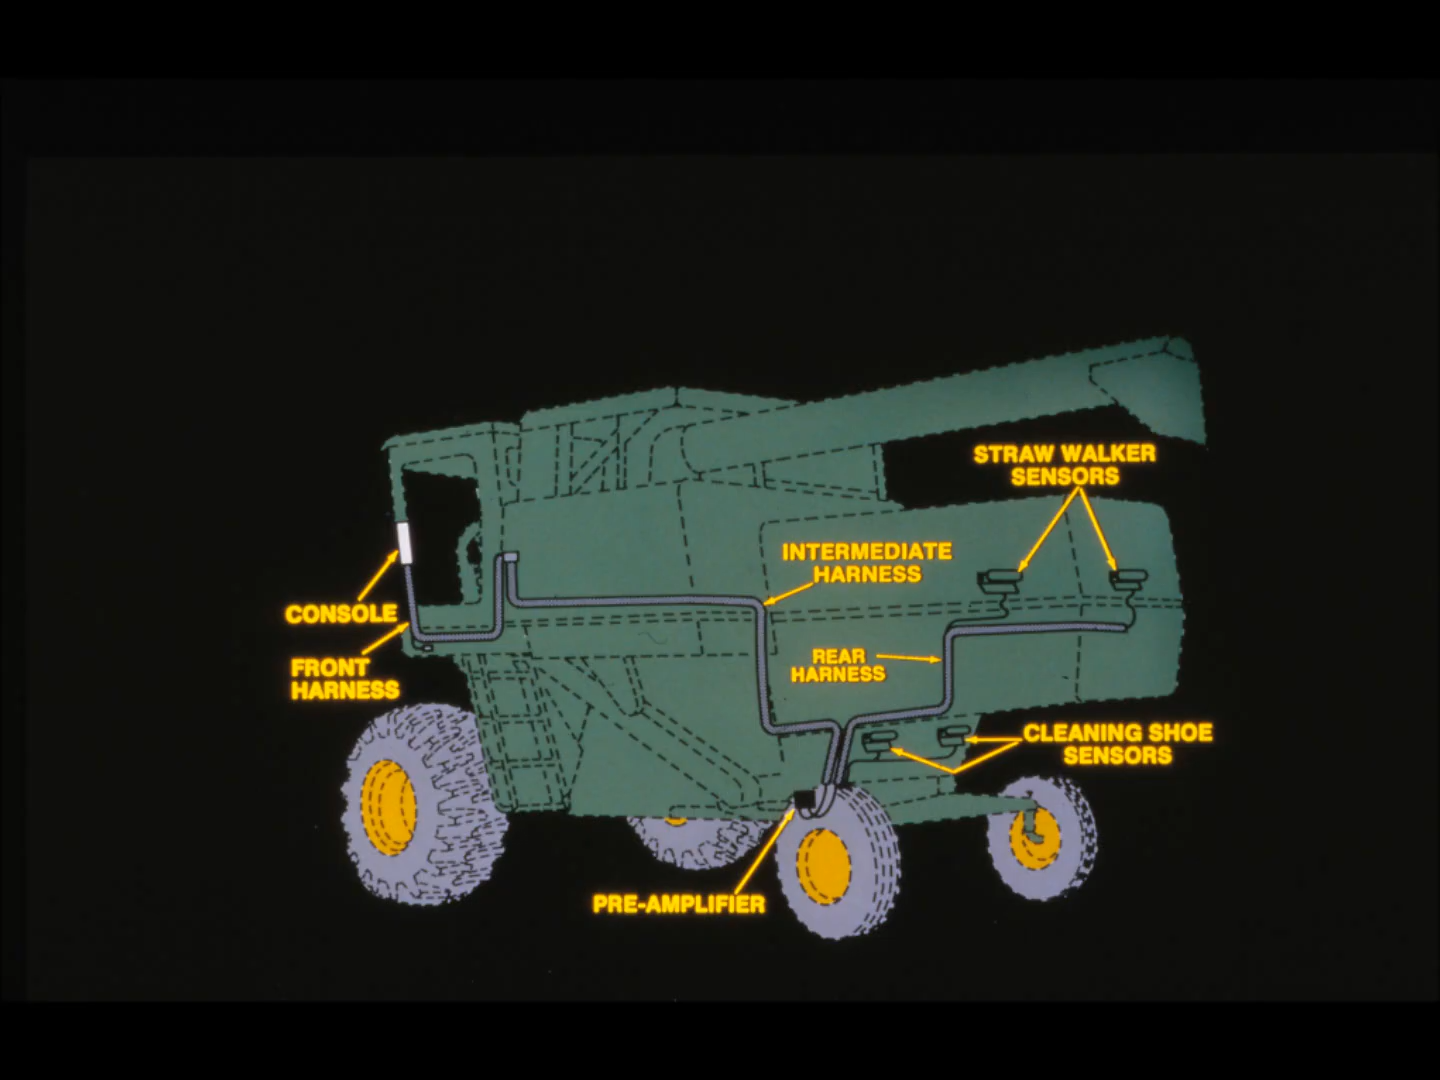 STRAW WALKER
SENSORS
INTERMEDIATE
HARNESS
CONSOLE
FRONT
HARNESS
REAR
HARNESS
CLEANING SHOE
SENSORS
PRE-AMPLIFIER